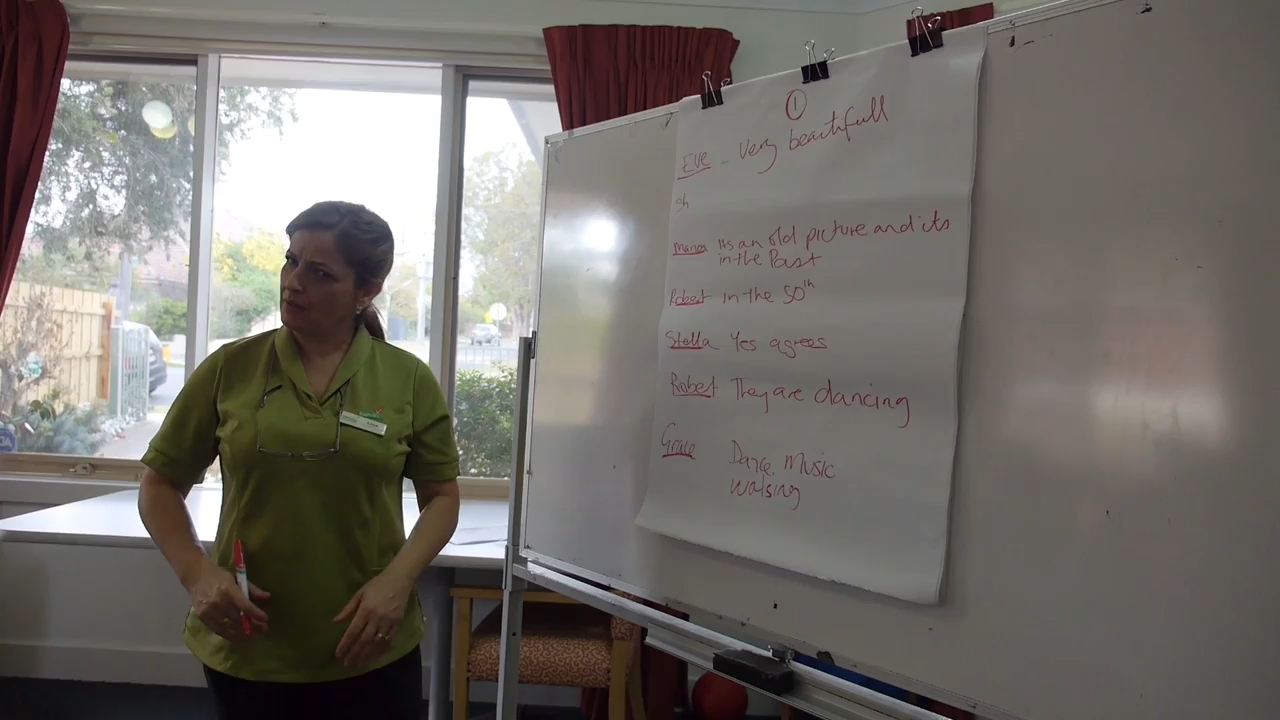 1
Eve - Very beautifull
Sh
Marica Its an old picture and its
in the Past
Robert in the 50th
Stella Yes agrees
Robert They are dancing
Grace Dance, Music
Walsing